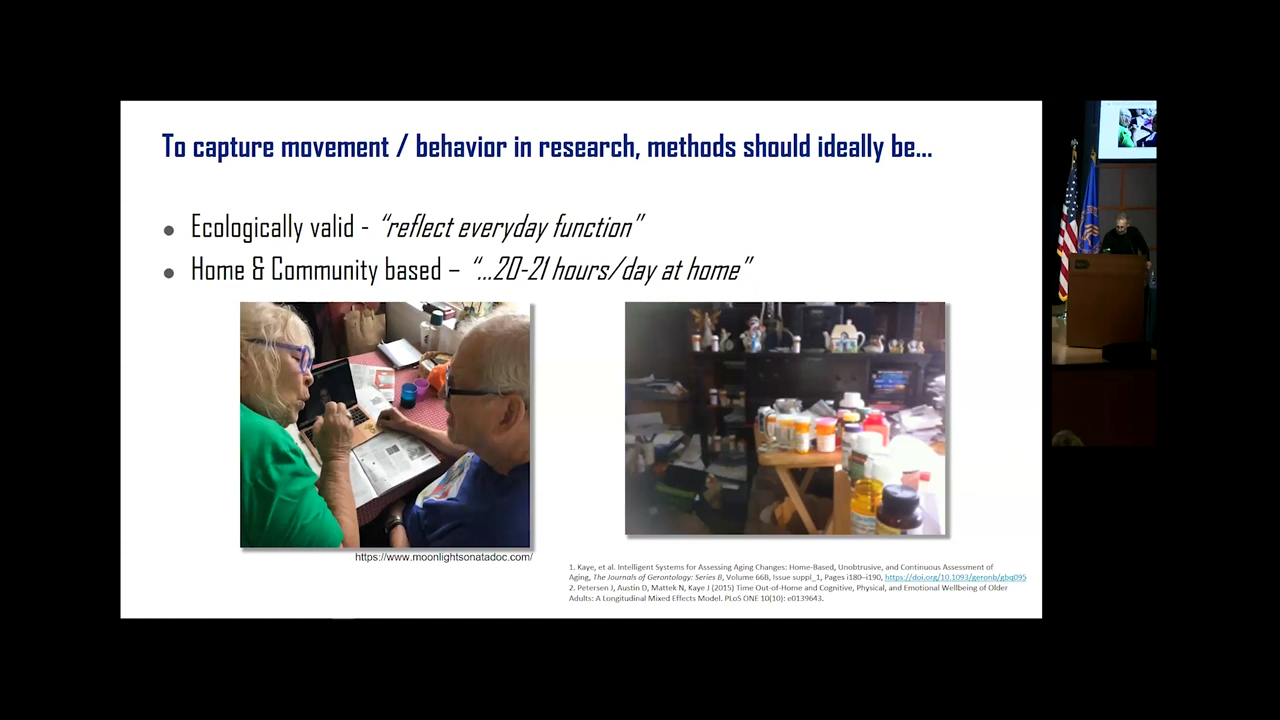 To capture movement / behavior in research, methods should ideally be...
● Ecologically valid - “reflect everyday function”
● Home & Community based – “...20-21 hours/day at home”
https://www.moonlightsonatadoc.com/
1. Kaye, et al. Intelligent Systems for Assessing Aging Changes: Home-Based, Unobtrusive, and Continuous Assessment of
Aging, The Journals of Gerontology: Series B, Volume 66B, Issue suppl_1, Pages i180–i190, https://doi.org/10.1093/geronb/gbq095
2. Petersen J, Austin D, Mattek N, Kaye J (2015) Time Out-of-Home and Cognitive, Physical, and Emotional Wellbeing of Older
Adults: A Longitudinal Mixed Effects Model. PLoS ONE 10(10): e0139643.